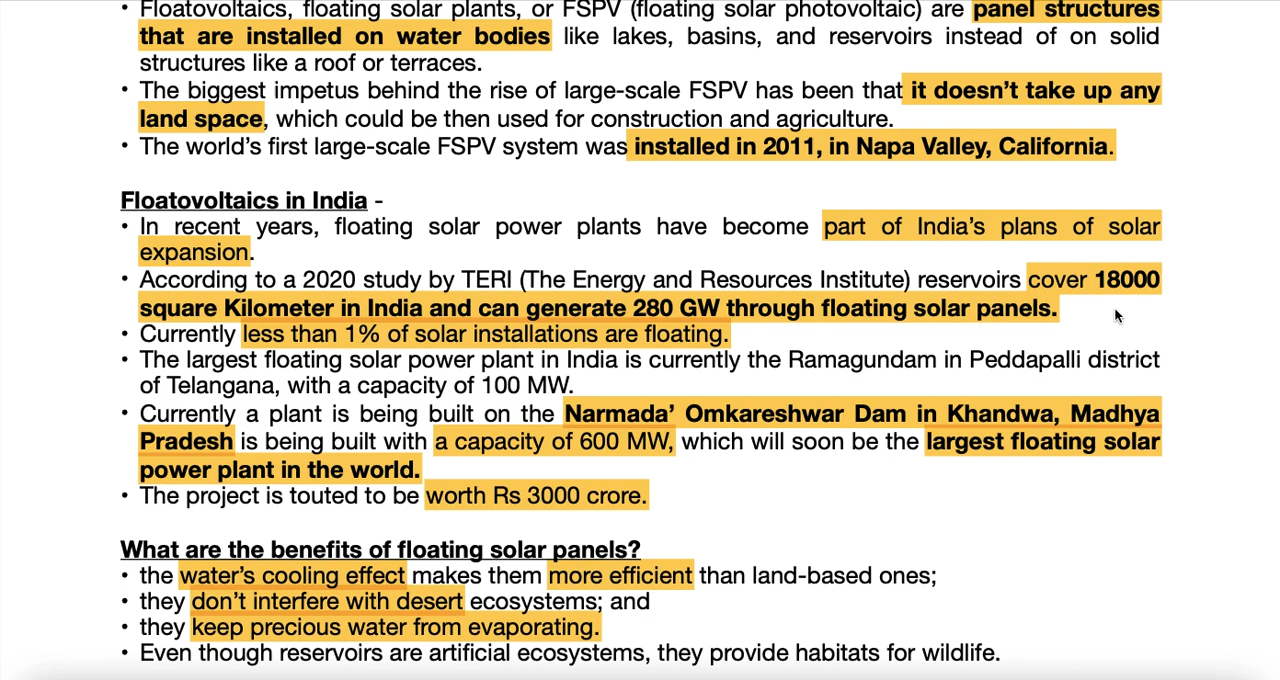 • Floatovoltaics, floating solar plants, or FSPV (floating solar photovoltaic) are panel structures
that are installed on water bodies like lakes, basins, and reservoirs instead of on solid
structures like a roof or terraces.
• The biggest impetus behind the rise of large-scale FSPV has been that it doesn't take up any
land space, which could be then used for construction and agriculture.
• The world's first large-scale FSPV system was installed in 2011, in Napa Valley, California.
Floatovoltaics in India -
• In recent years, floating solar power plants have become part of India's plans of solar
expansion.
• According to a 2020 study by TERI (The Energy and Resources Institute) reservoirs cover 18000
square Kilometer in India and can generate 280 GW through floating solar panels.
• Currently less than 1% of solar installations are floating.
• The largest floating solar power plant in India is currently the Ramagundam in Peddapalli district
of Telangana, with a capacity of 100 MW.
• Currently a plant is being built on the Narmada' Omkareshwar Dam in Khandwa, Madhya
Pradesh is being built with a capacity of 600 MW, which will soon be the largest floating solar
power plant in the world.
• The project is touted to be worth Rs 3000 crore.
What are the benefits of floating solar panels?
• the water's cooling effect makes them more efficient than land-based ones;
• they don't interfere with desert ecosystems; and
• they keep precious water from evaporating.
• Even though reservoirs are artificial ecosystems, they provide habitats for wildlife.